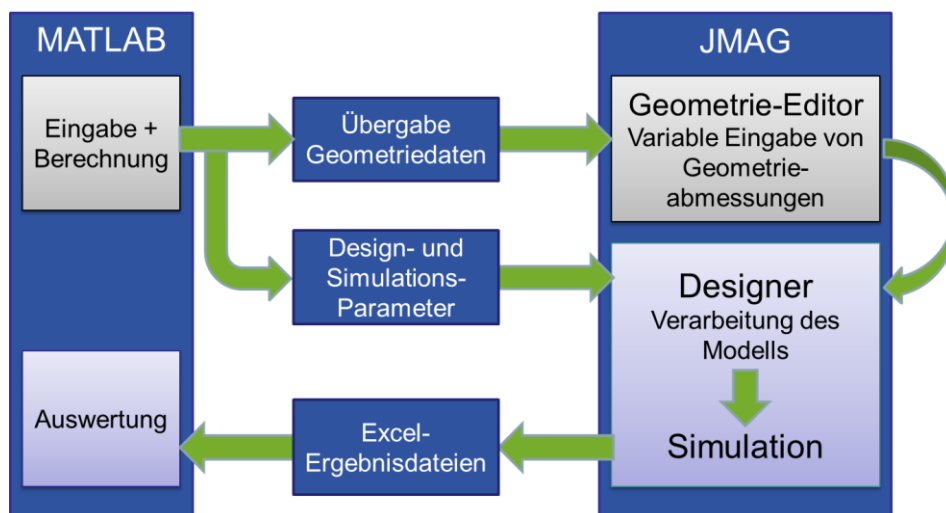 MATLAB
Eingabe +
Berechnung
Auswertung
Übergabe
Geometriedaten
Design- und
Simulations-
Parameter
Excel-
Ergebnisdateien
JMAG
Geometrie-Editor
Variable Eingabe von
Geometrie-
abmessungen
Designer
Verarbeitung des
Modells
Simulation